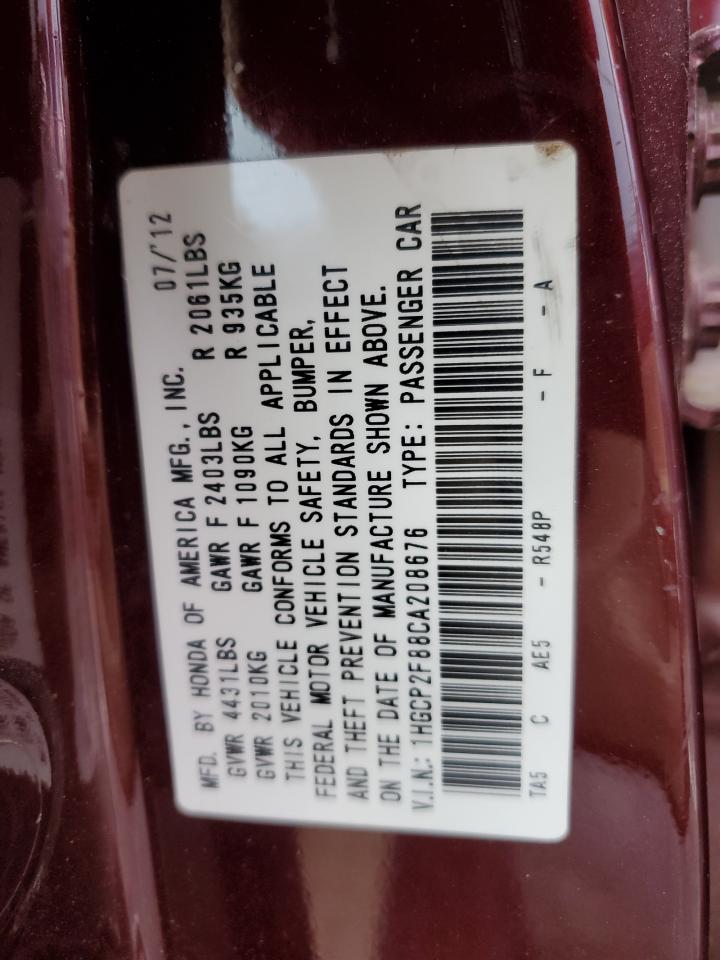 MFD. BY HONDA OF AMERICA MFG., INC. 07/'12
GVWR 4431LBS GAWR F 2403LBS R 2061LBS
GVWR 2010KG GAWR F 1090KG R 935KG
THIS VEHICLE CONFORMS TO ALL APPLICABLE
FEDERAL MOTOR VEHICLE SAFETY, BUMPER,
AND THEFT PREVENTION STANDARDS IN EFFECT
ON THE DATE OF MANUFACTURE SHOWN ABOVE.
V.I.N.: 1HGCP2F88CA208676 TYPE: PASSENGER CAR
TA5 C AE5 - R548P - F - A